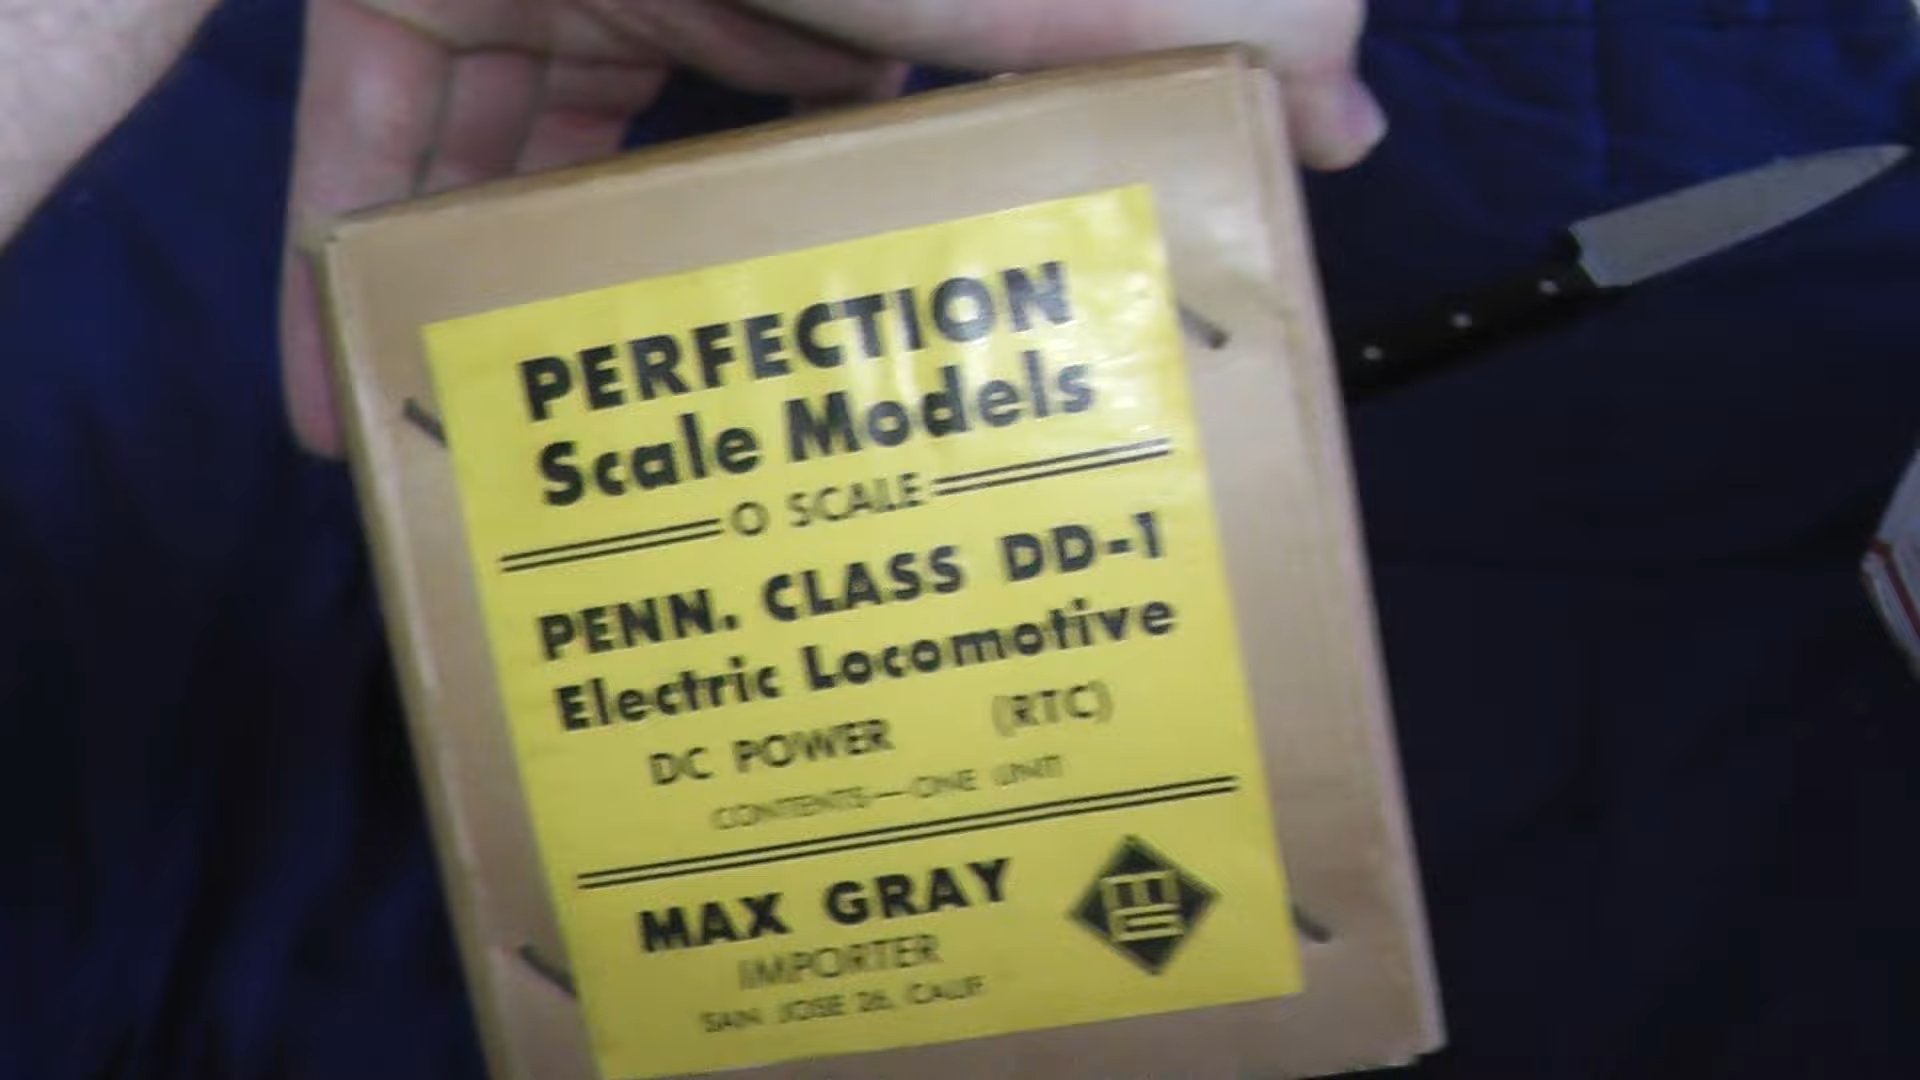 PERFECTION
Scale Models
O SCALE
PENN. CLASS DD-1
Electric Locomotive
DC POWER (RTC)
CONTENTS—ONE UNIT
MAX GRAY
IMPORTER
SAN JOSE 26, CALIF